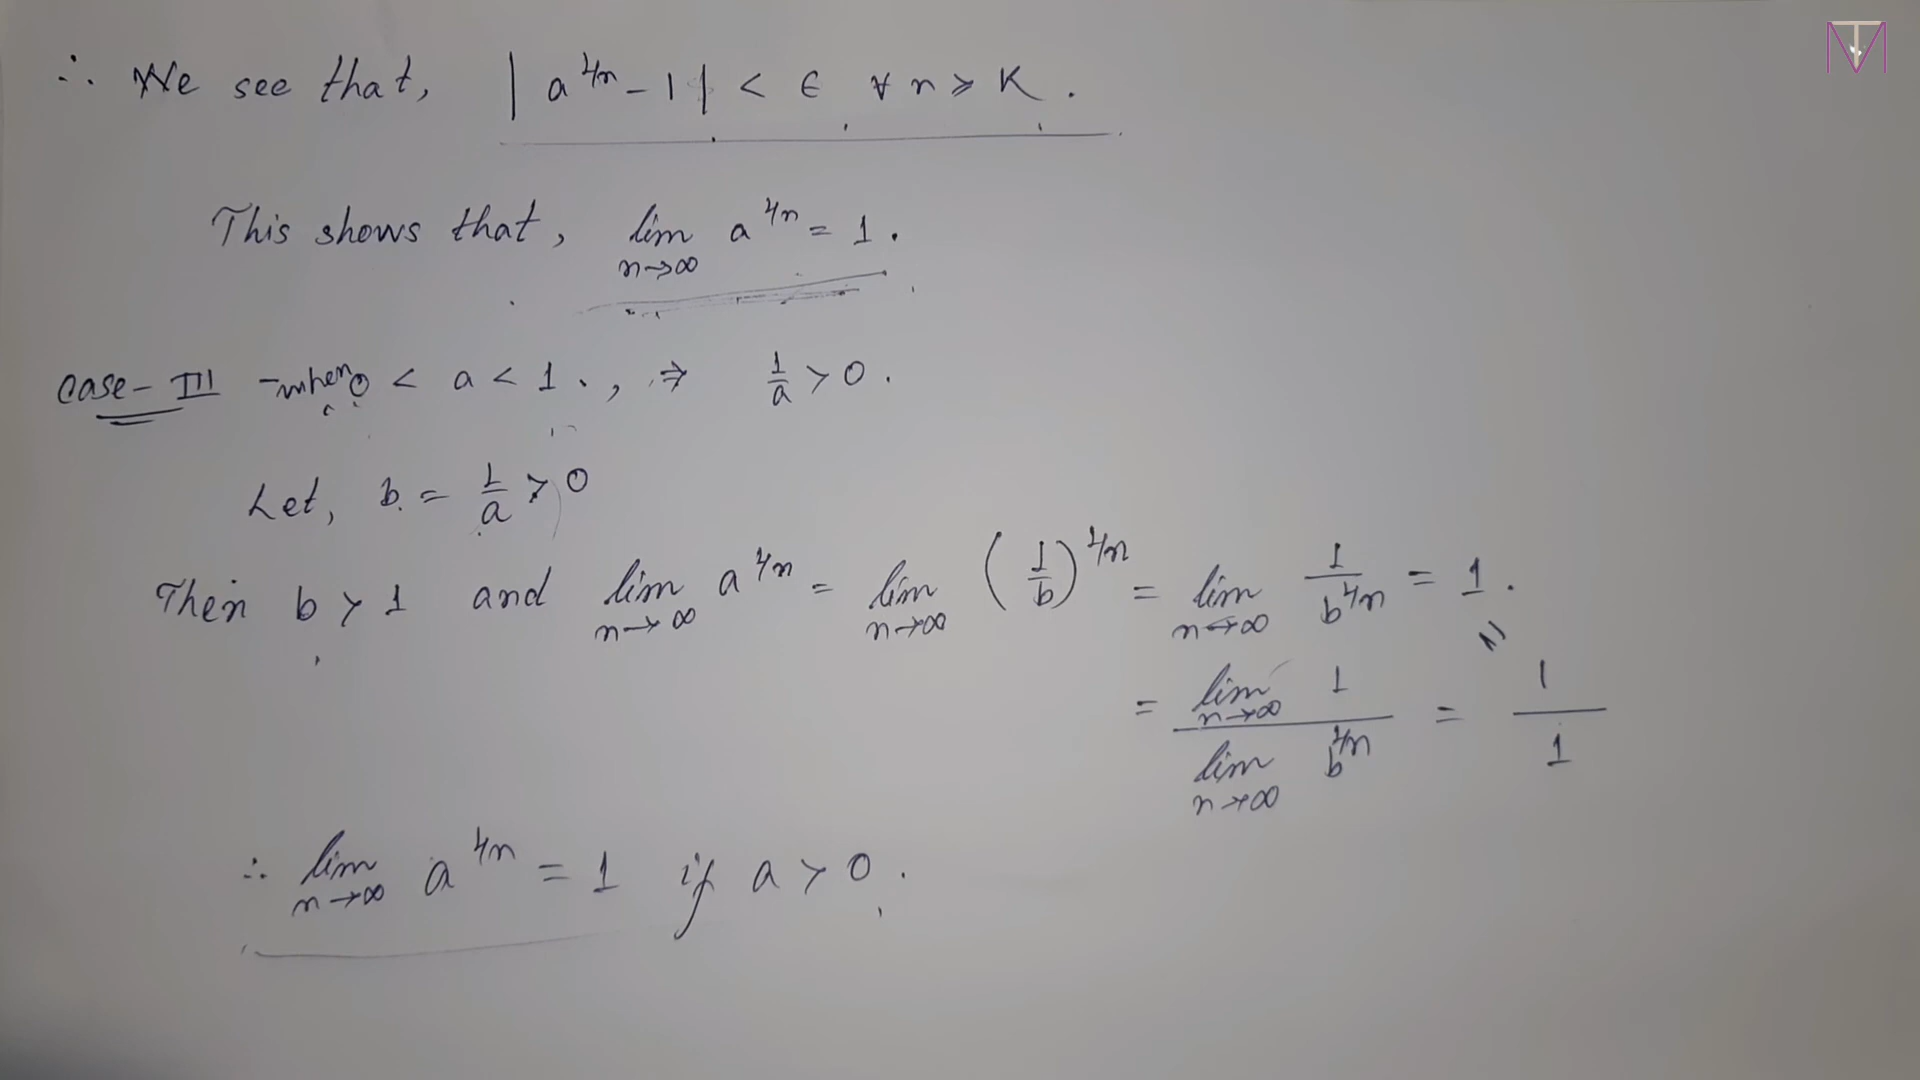 ∴ We see that, |a^{1/n} - 1| < ϵ ∀ n ≥ K.
This shows that, lim_{n→∞} a^{1/n} = 1.
Case - III - when 0 < a < 1., ⇒ 1/a > 0.
Let, b = 1/a > 0
Then b > 1 and lim_{n→∞} a^{1/n} = lim_{n→∞} (1/b)^{1/n} = lim_{n→∞} 1/b^{1/n} = 1.
= lim_{n→∞} 1 / lim_{n→∞} b^{1/n} = 1/1
∴ lim_{n→∞} a^{1/n} = 1 if a > 0.